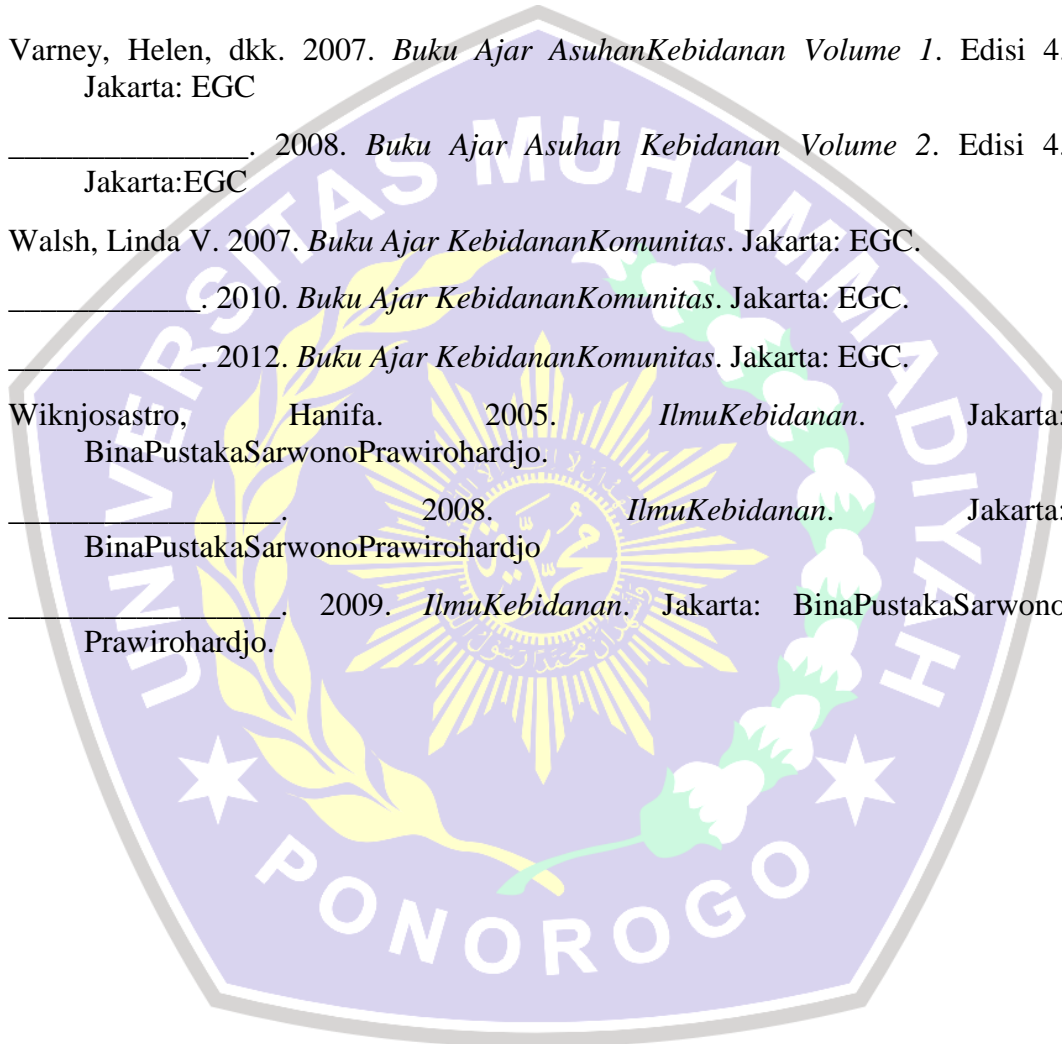 Varney, Helen, dkk. 2007. Buku Ajar AsuhanKebidanan Volume 1. Edisi 4.
Jakarta: EGC
_______________. 2008. Buku Ajar Asuhan Kebidanan Volume 2. Edisi 4.
Jakarta:EGC
Walsh, Linda V. 2007. Buku Ajar KebidananKomunitas. Jakarta: EGC.
____________. 2010. Buku Ajar KebidananKomunitas. Jakarta: EGC.
____________. 2012. Buku Ajar KebidananKomunitas. Jakarta: EGC.
Wiknjosastro, Hanifa. 2005. IlmuKebidanan. Jakarta:
BinaPustakaSarwonoPrawirohardjo.
_________________. 2008. IlmuKebidanan. Jakarta:
BinaPustakaSarwonoPrawirohardjo
_________________. 2009. IlmuKebidanan. Jakarta: BinaPustakaSarwono
Prawirohardjo.
UNIVERSITAS MUHAMMADIYAH
PONOROGO